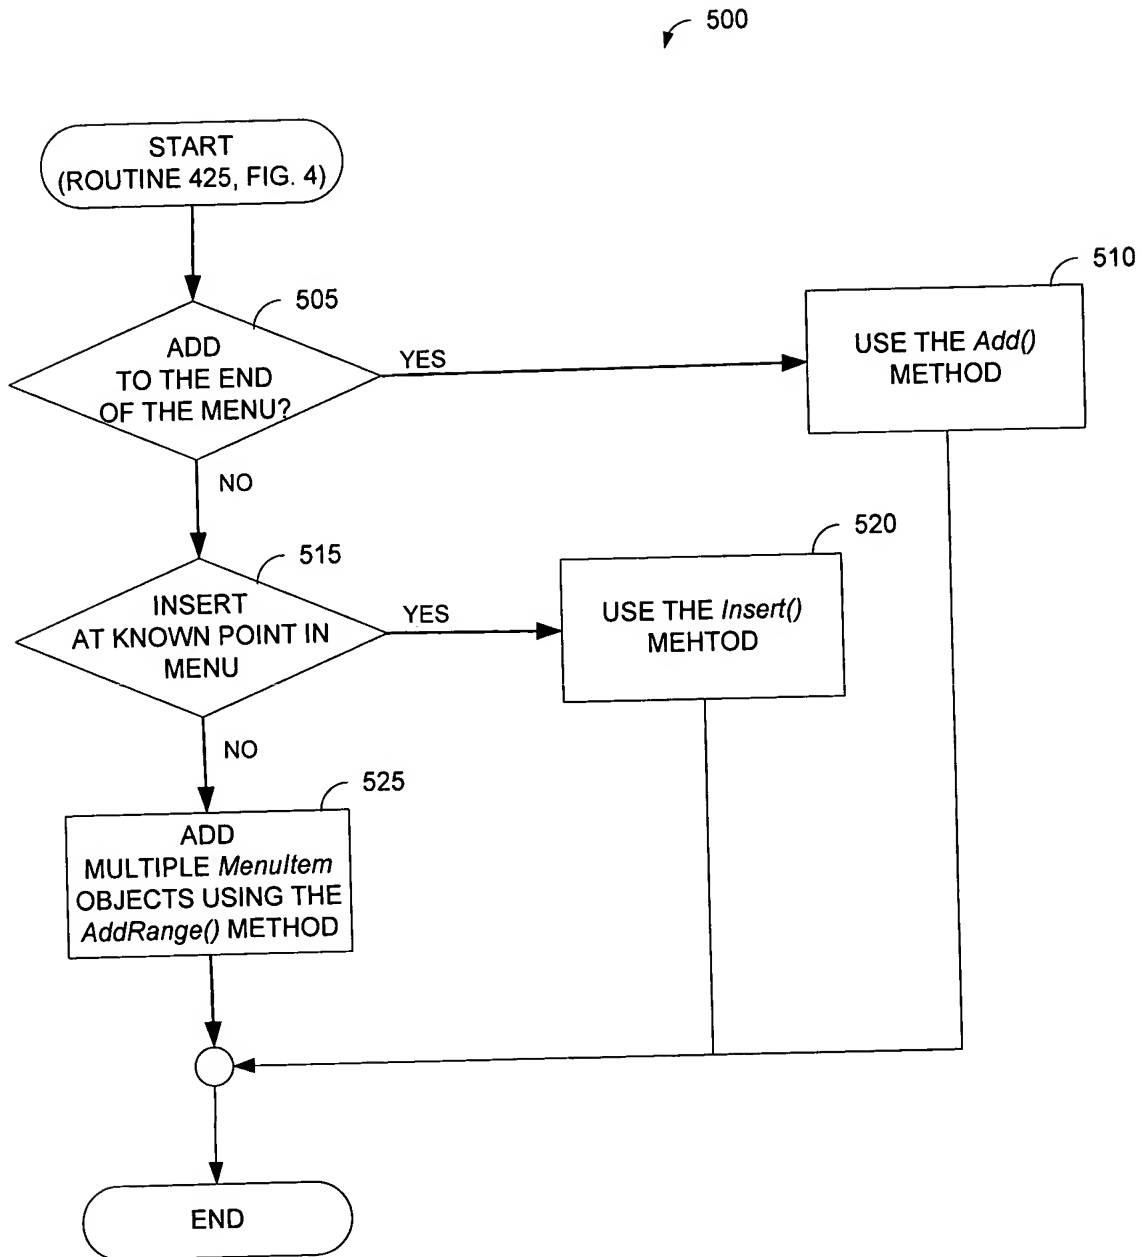 500
START
(ROUTINE 425, FIG. 4)
505
ADD
TO THE END
OF THE MENU?
YES
510
USE THE Add()
METHOD
NO
515
INSERT
AT KNOWN POINT IN
MENU
YES
520
USE THE Insert()
MEHTOD
NO
525
ADD
MULTIPLE MenuItem
OBJECTS USING THE
AddRange() METHOD
END